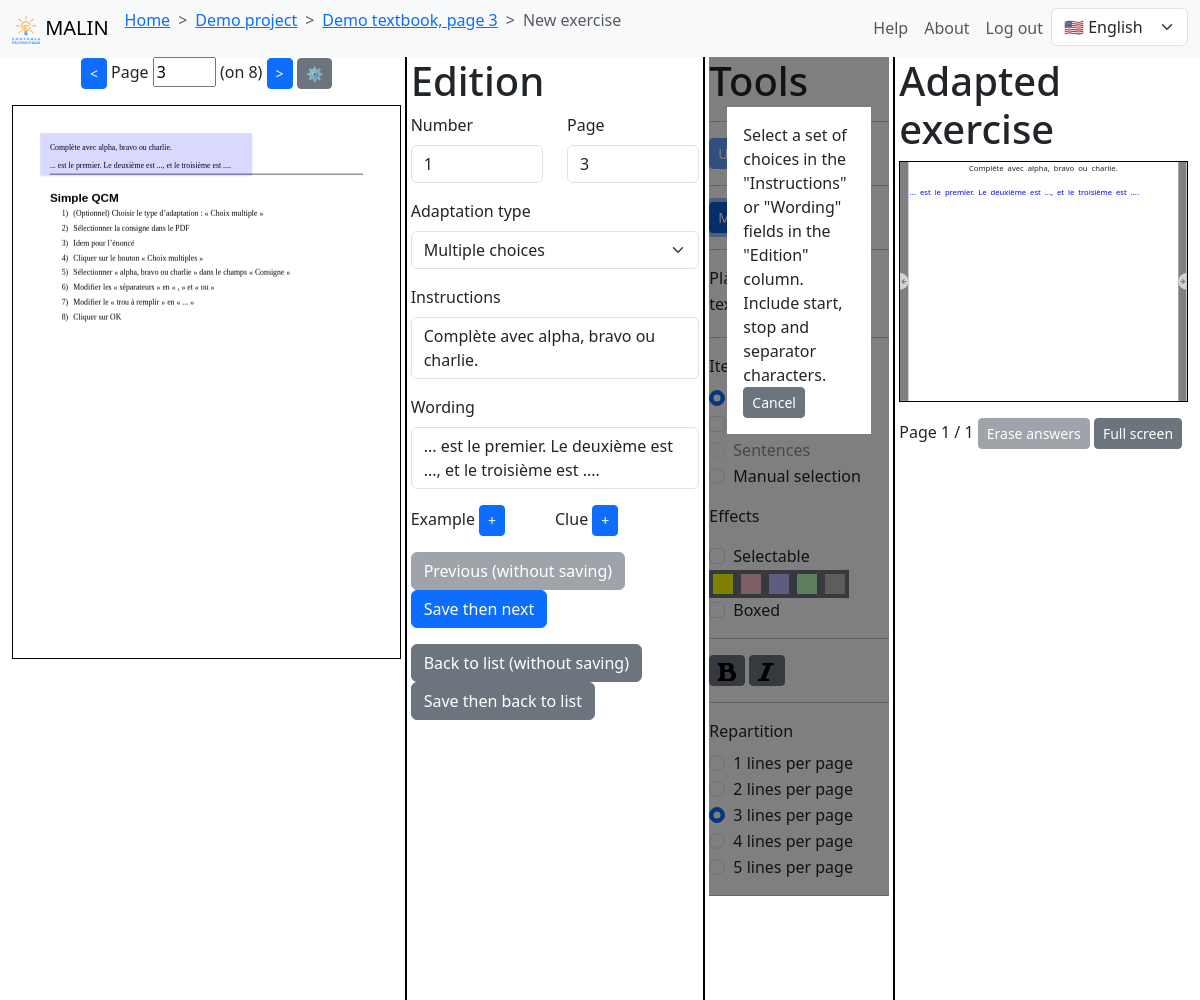 MALIN
Home > Demo project > Demo textbook, page 3 > New exercise
Help About Log out 🇺🇸 English
< Page 3 (on 8) > ⚙️
Complète avec alpha, bravo ou charlie.
... est le premier. Le deuxième est ..., et le troisième est ....
Simple QCM
1) (Optionnel) Choisir le type d'adaptation : « Choix multiple »
2) Sélectionner la consigne dans le PDF
3) Idem pour l'énoncé
4) Cliquer sur le bouton « Choix multiples »
5) Sélectionner « alpha, bravo ou charlie » dans le champs « Consigne »
6) Modifier les « séparateurs » en « , » et « ou »
7) Modifier le « trou à remplir » en « ... »
8) Cliquer sur OK
Edition
Number Page
1 3
Adaptation type
Multiple choices
Instructions
Complète avec alpha, bravo ou
charlie.
Wording
... est le premier. Le deuxième est
..., et le troisième est ....
Example + Clue +
Previous (without saving)
Save then next
Back to list (without saving)
Save then back to list
Tools
Select a set of
choices in the
"Instructions"
or "Wording"
fields in the
"Edition"
column.
Include start,
stop and
separator
characters.
Cancel
Sentences
Manual selection
Effects
Selectable
Boxed
B I
Repartition
1 lines per page
2 lines per page
3 lines per page
4 lines per page
5 lines per page
Adapted
exercise
Complète avec alpha, bravo ou charlie.
... est le premier. Le deuxième est ..., et le troisième est ....
Page 1 / 1 Erase answers Full screen